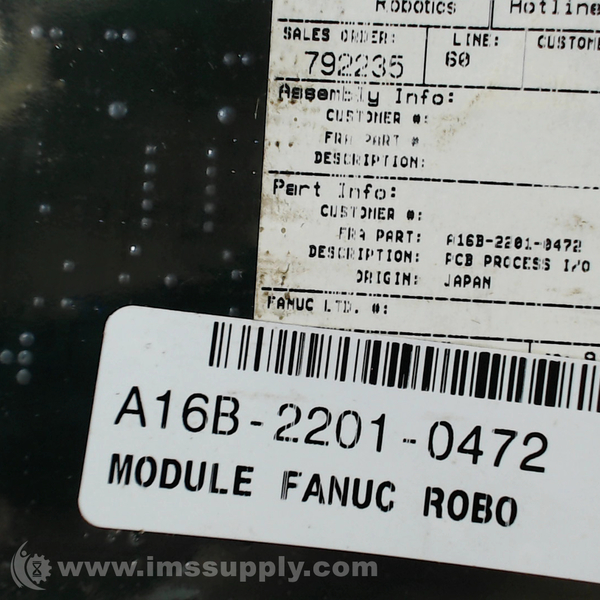 Robotics Hotline
SALES ORDER: LINE: CUSTOME
792235 60
Assembly Info:
CUSTOMER #:
FRA PART #
DESCRIPTION:
Part Info:
CUSTOMER #:
FRA PART: A16B-2201-0472
DESCRIPTION: PCB PROCESS I/O
ORIGIN: JAPAN
FANUC LTD. #:
A16B-2201-0472
MODULE FANUC ROBO
www.imssupply.com